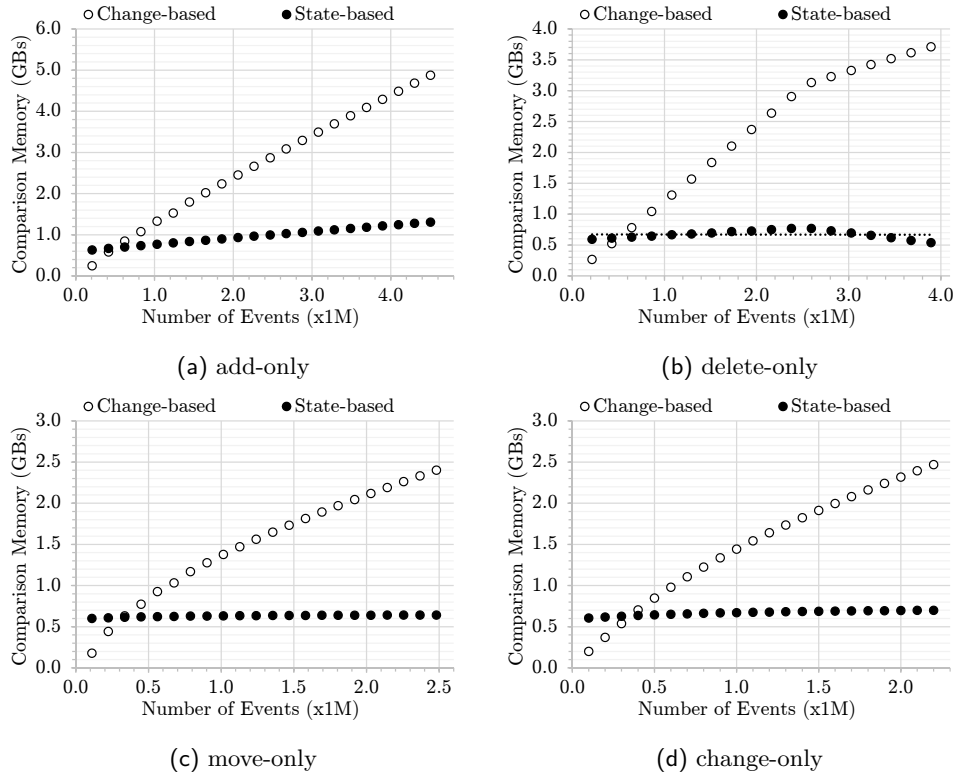 Change-based State-based
6.0
5.0
4.0
3.0
2.0
1.0
0.0
Comparison Memory (GBs)
0.0 1.0 2.0 3.0 4.0
Number of Events (x1M)
(a) add-only
Change-based State-based
4.0
3.5
3.0
2.5
2.0
1.5
1.0
0.5
0.0
Comparison Memory (GBs)
0.0 1.0 2.0 3.0 4.0
Number of Events (x1M)
(b) delete-only
Change-based State-based
3.0
2.5
2.0
1.5
1.0
0.5
0.0
Comparison Memory (GBs)
0.0 0.5 1.0 1.5 2.0 2.5
Number of Events (x1M)
(c) move-only
Change-based State-based
3.0
2.5
2.0
1.5
1.0
0.5
0.0
Comparison Memory (GBs)
0.0 0.5 1.0 1.5 2.0
Number of Events (x1M)
(d) change-only